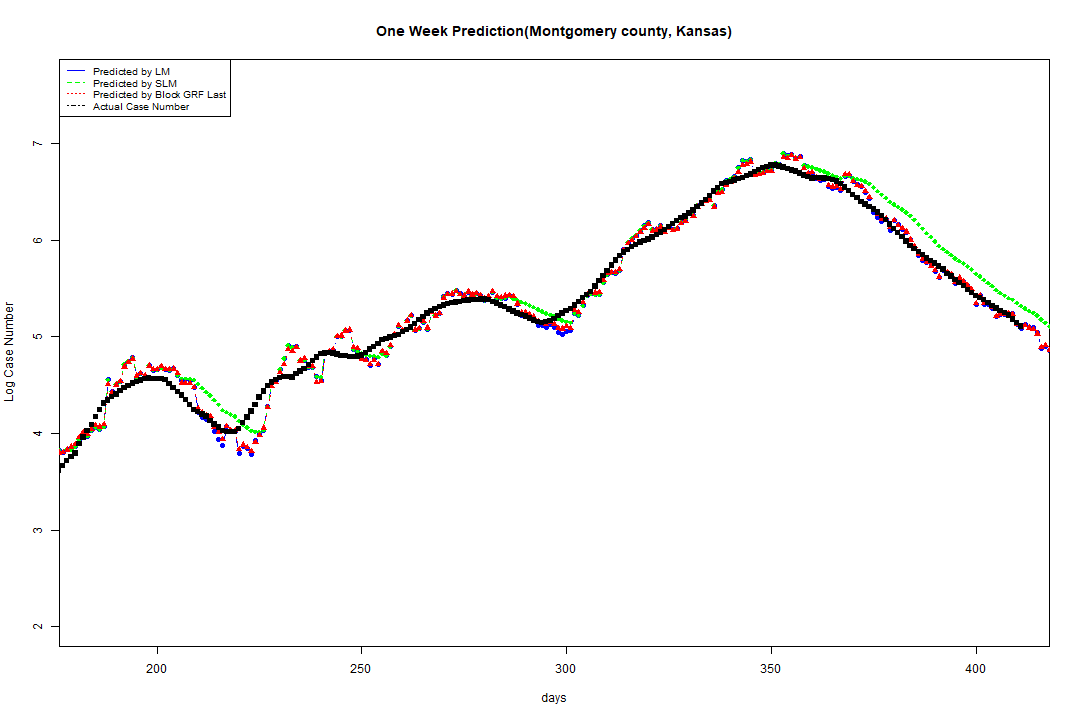 One Week Prediction(Montgomery county, Kansas)
Predicted by LM
Predicted by SLM
Predicted by Block GRF Last
Actual Case Number
7
6
5
4
3
2
Log Case Number
200 250 300 350 400
days